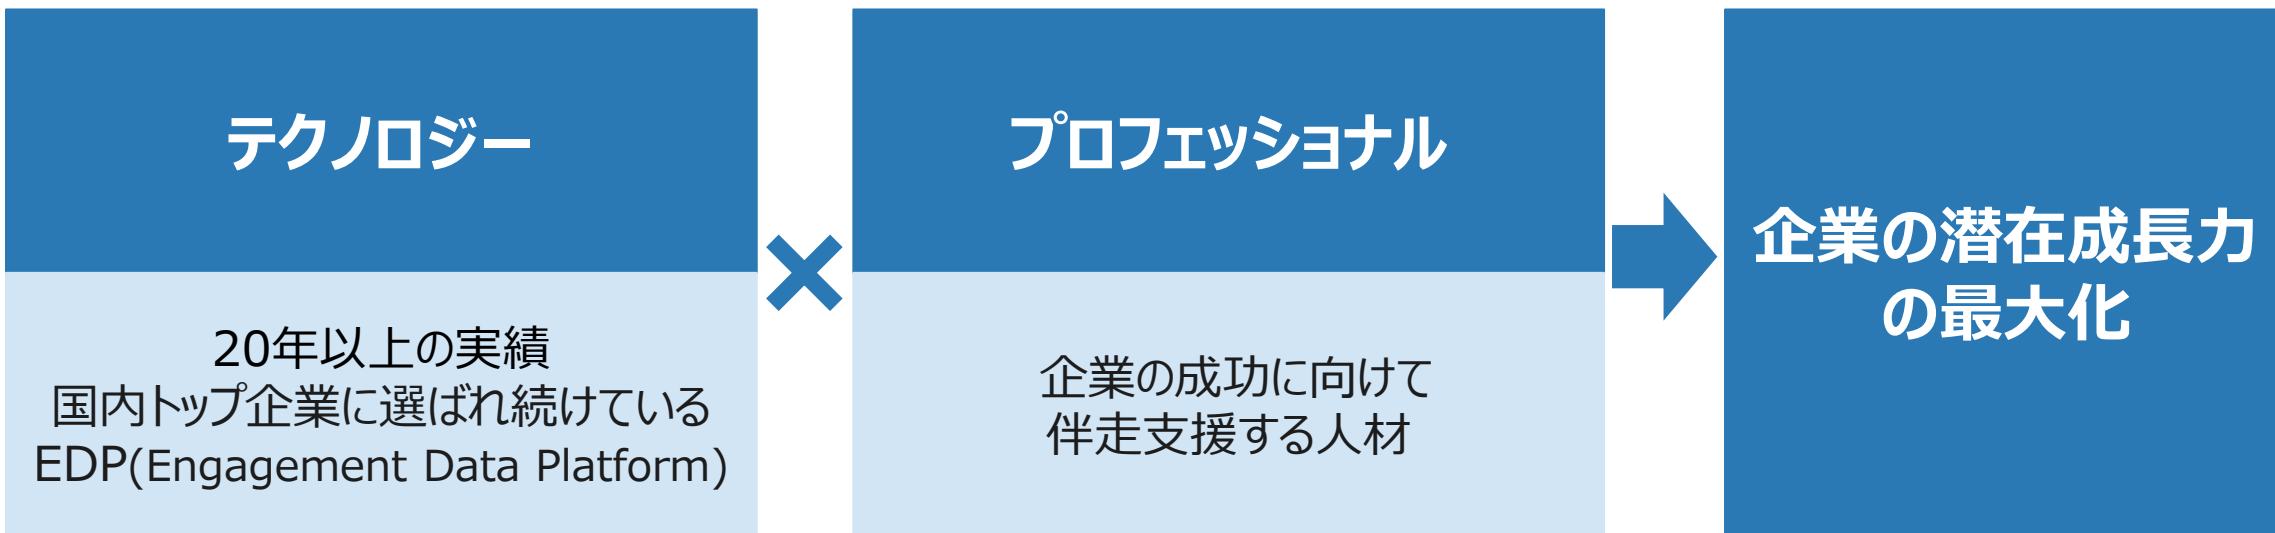 テクノロジー
20年以上の実績
国内トップ企業に選ばれ続けている
EDP(Engagement Data Platform)
プロフェッショナル
企業の成功に向けて
伴走支援する人材
企業の潜在成長力
の最大化